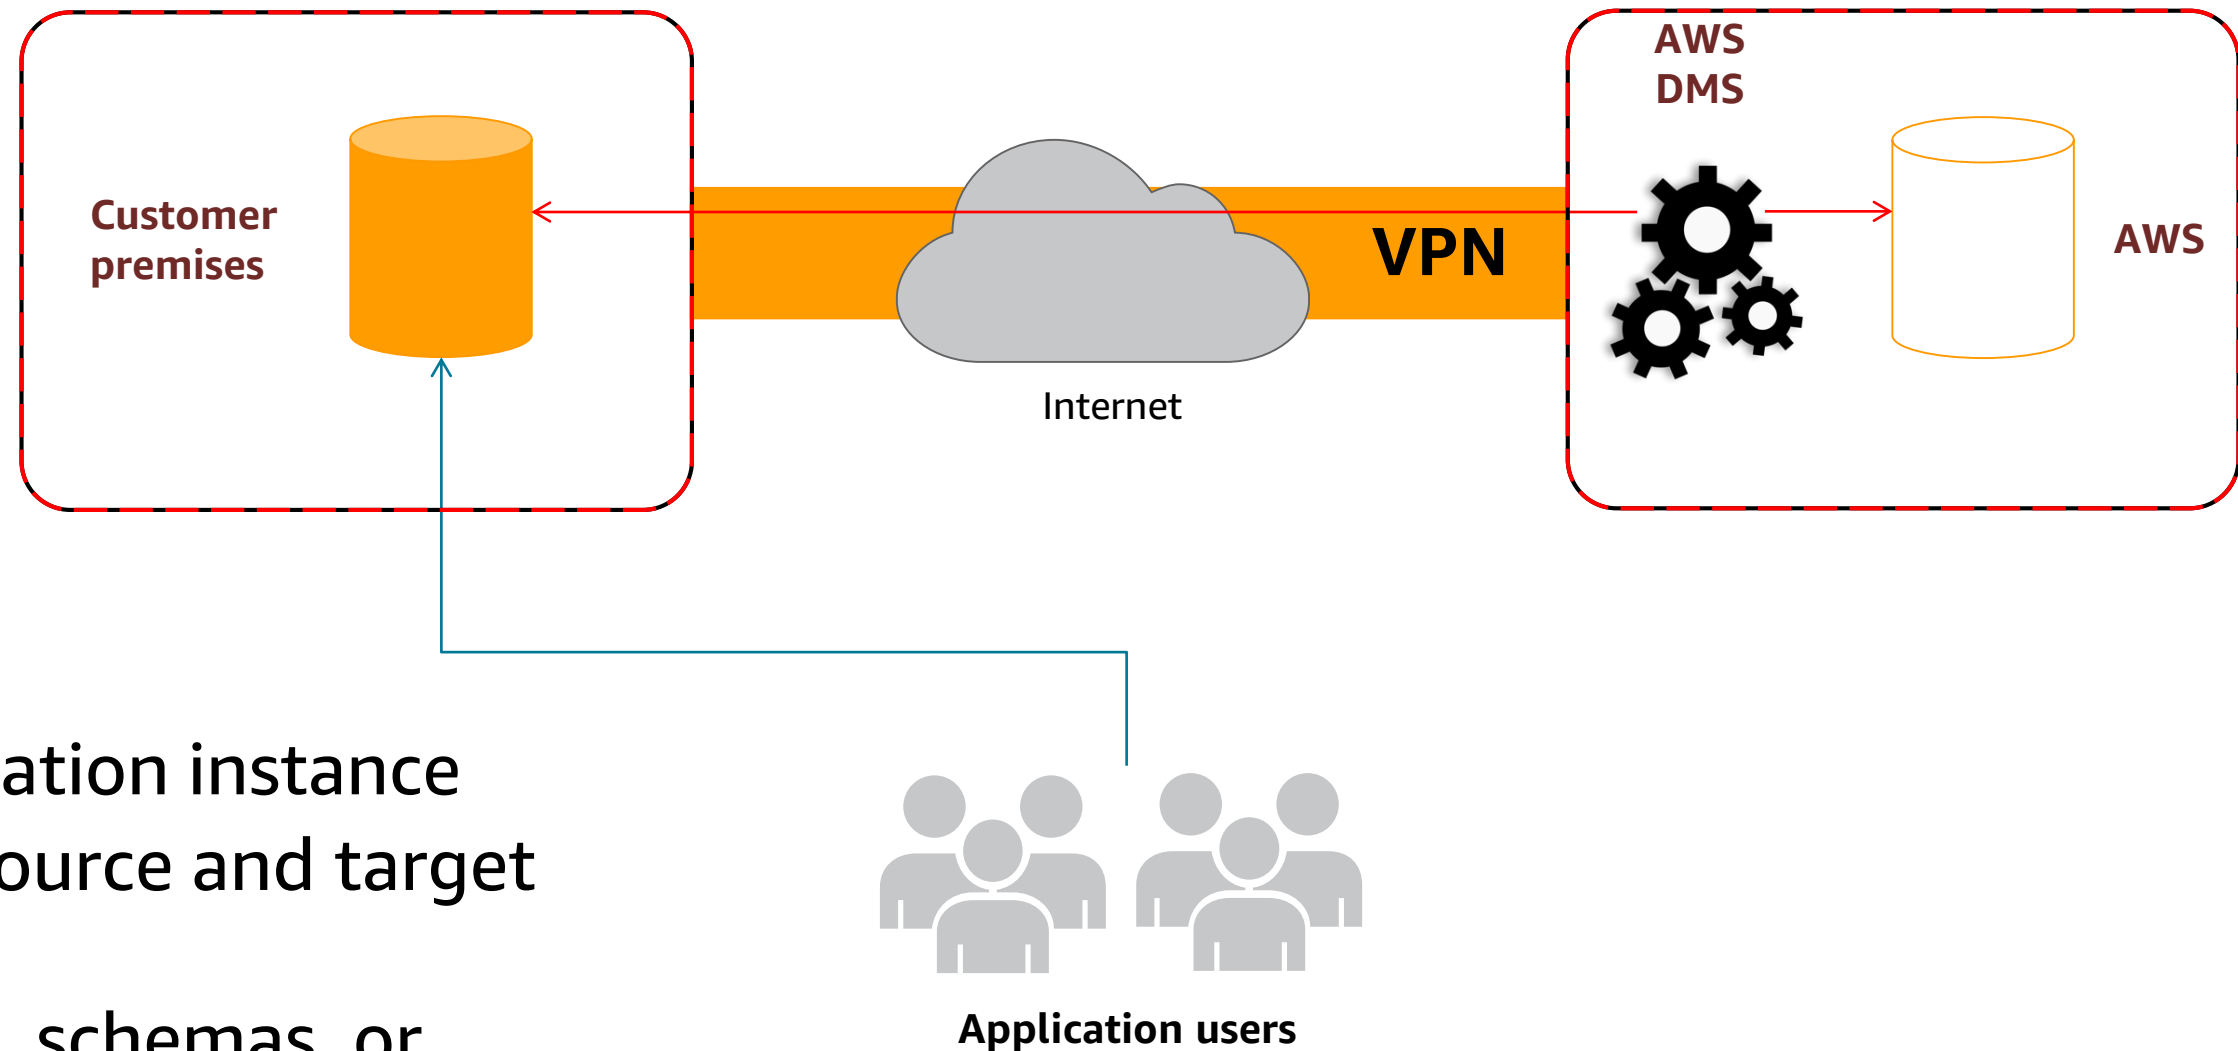 AWS
DMS
Customer
premises
VPN
AWS
Internet
ation instance
ource and target
schemas, or
Application users